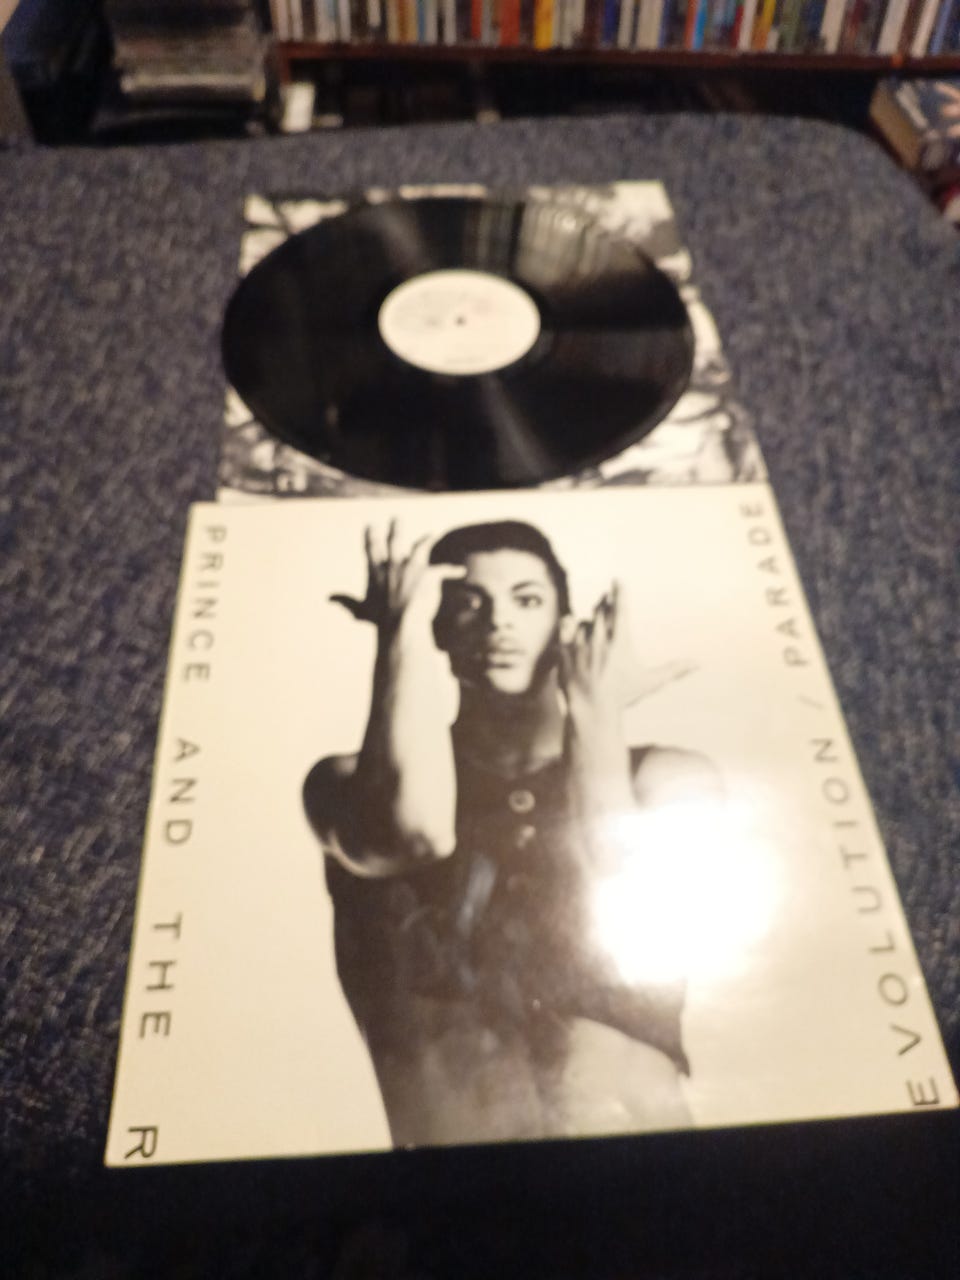 PRINCE AND THE R
EVOLUTION / PARADE